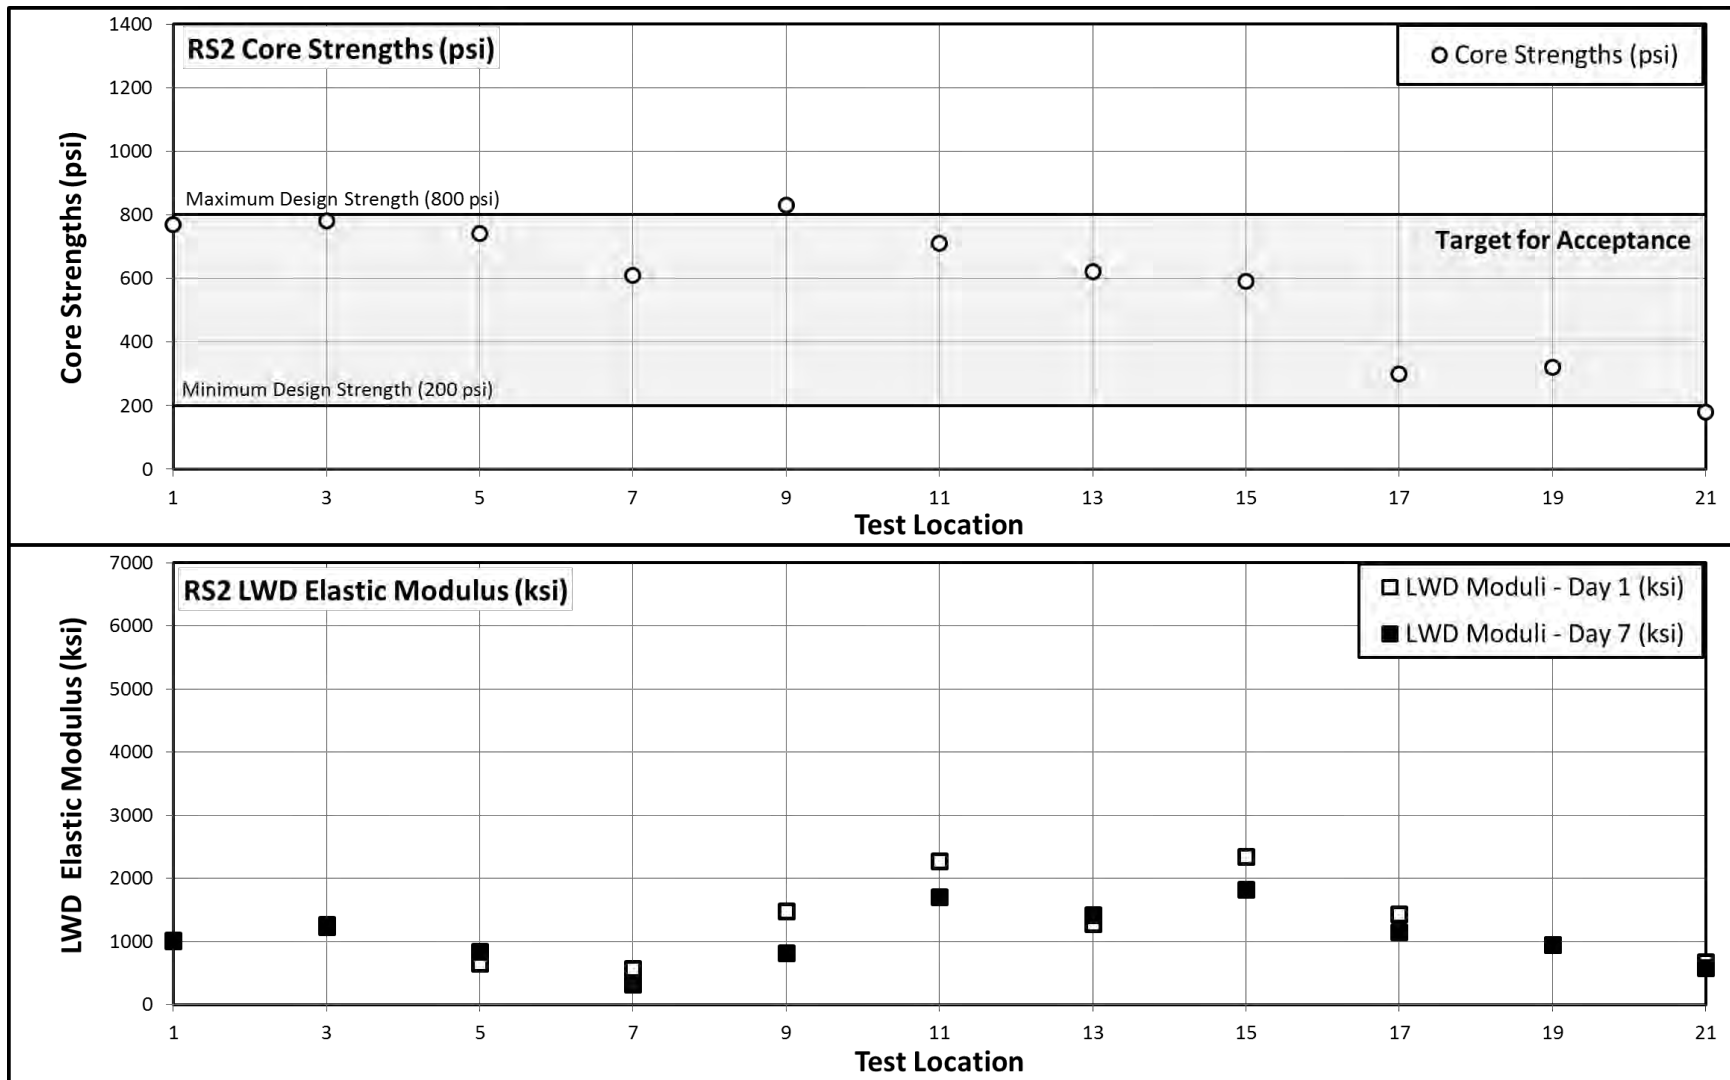 RS2 Core Strengths (psi)
Core Strengths (psi)
Core Strengths (psi)
1400
1200
1000
800
600
400
200
0
Maximum Design Strength (800 psi)
Target for Acceptance
Minimum Design Strength (200 psi)
1 3 5 7 9 11 13 15 17 19 21
Test Location
RS2 LWD Elastic Modulus (ksi)
LWD Moduli - Day 1 (ksi)
LWD Moduli - Day 7 (ksi)
LWD Elastic Modulus (ksi)
7000
6000
5000
4000
3000
2000
1000
0
1 3 5 7 9 11 13 15 17 19 21
Test Location